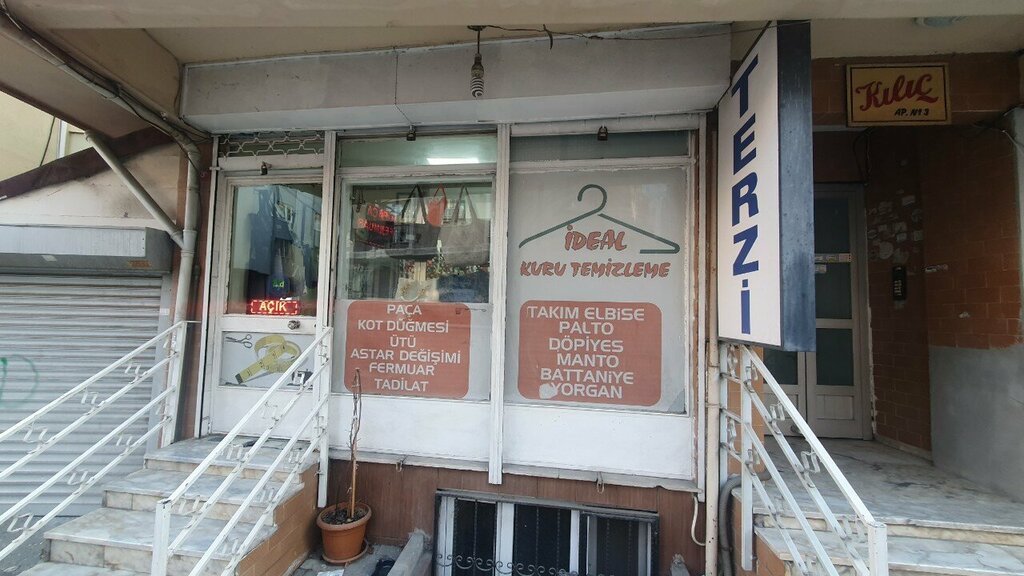 AÇIK
PAÇA
KOT DÜĞMESİ
ÜTÜ
ASTAR DEĞİŞİMİ
FERMUAR
TADİLAT
İDEAL
KURU TEMİZLEME
TAKIM ELBİSE
PALTO
DÖPİYES
MANTO
BATTANİYE
YORGAN
TERZİ
Kılıç
AP. Nº 3